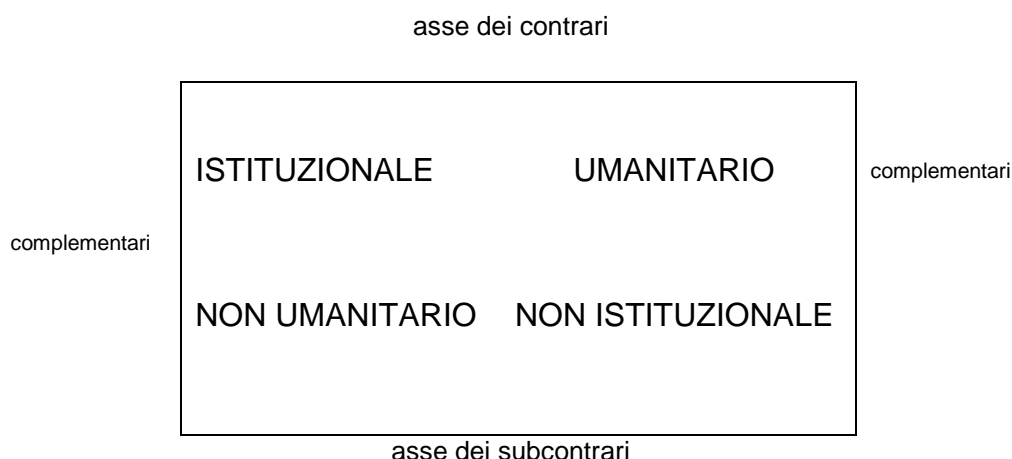 asse dei contrari
ISTITUZIONALE UMANITARIO complementari
complementari
NON UMANITARIO NON ISTITUZIONALE
asse dei subcontrari